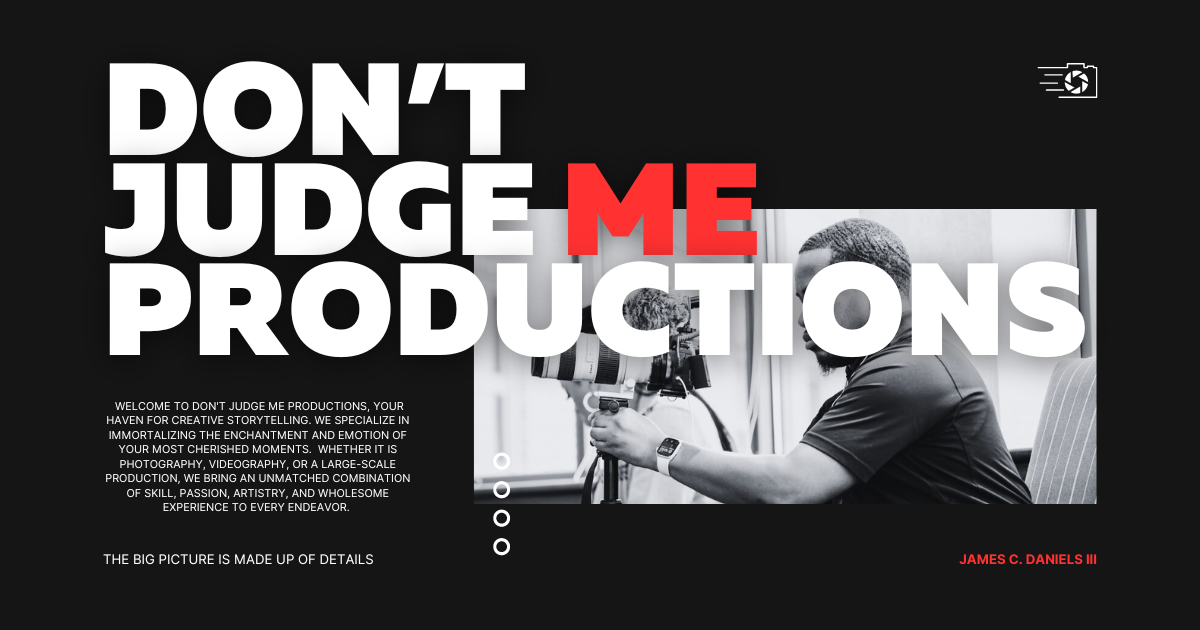 DON'T
JUDGE ME
PRODUCTIONS
WELCOME TO DON'T JUDGE ME PRODUCTIONS, YOUR
HAVEN FOR CREATIVE STORYTELLING. WE SPECIALIZE IN
IMMORTALIZING THE ENCHANTMENT AND EMOTION OF
YOUR MOST CHERISHED MOMENTS. WHETHER IT IS
PHOTOGRAPHY, VIDEOGRAPHY, OR A LARGE-SCALE
PRODUCTION, WE BRING AN UNMATCHED COMBINATION
OF SKILL, PASSION, ARTISTRY, AND WHOLESOME
EXPERIENCE TO EVERY ENDEAVOR.
THE BIG PICTURE IS MADE UP OF DETAILS
JAMES C. DANIELS III